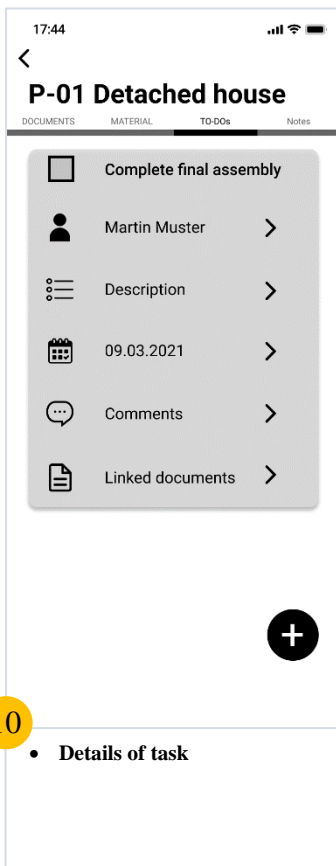 17:44
P-01 Detached house
DOCUMENTS MATERIAL TO-DOs Notes
Complete final assembly
Martin Muster
Description
09.03.2021
Comments
Linked documents
10
• Details of task